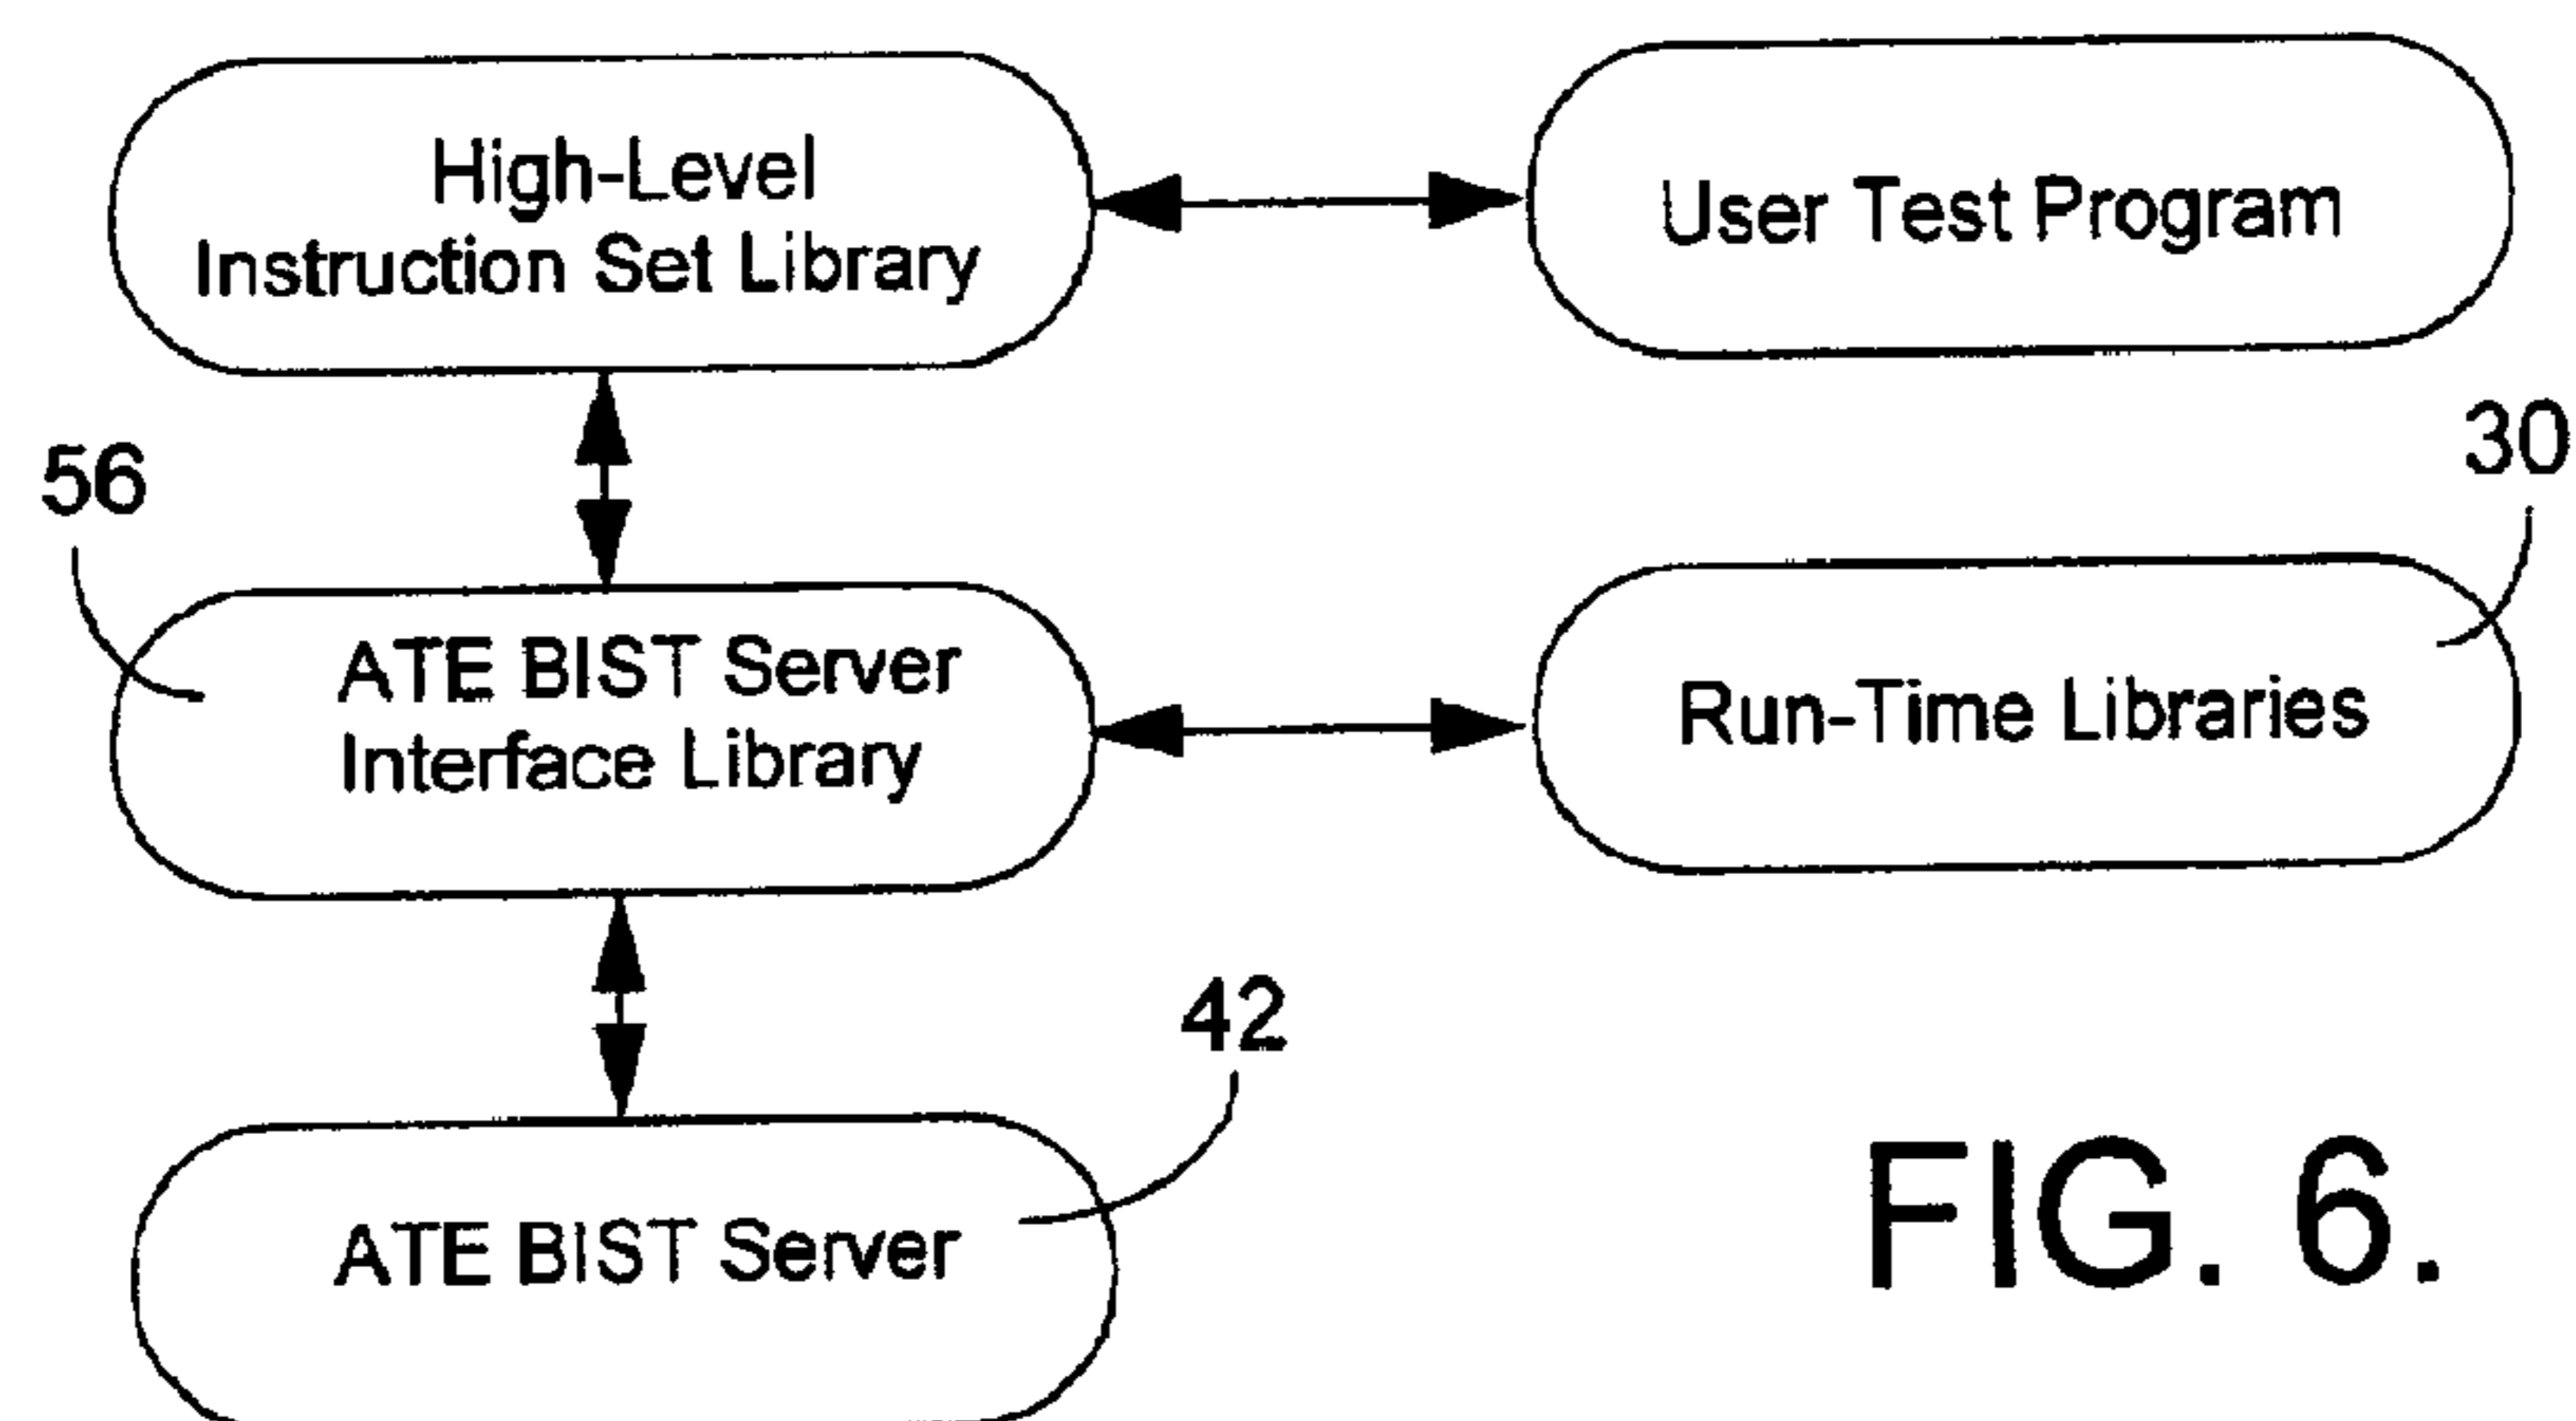 High-Level
Instruction Set Library
User Test Program
56
30
ATE BIST Server
Interface Library
Run-Time Libraries
42
ATE BIST Server
FIG. 6.